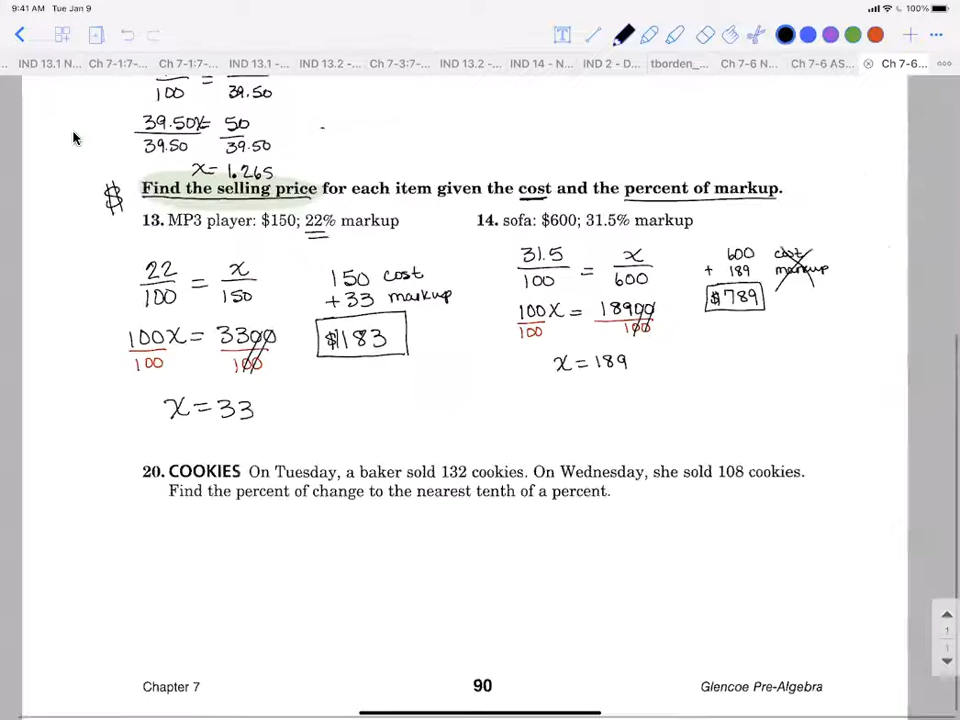 9:41 AM Tue Jan 9
100%
IND 13.1 N...
Ch 7-1:7-...
Ch 7-1:7-...
IND 13.1 -...
IND 13.2 -...
Ch 7-3:7-...
IND 13.2 -...
IND 14 - N...
IND 2 - D...
tborden_...
Ch 7-6 N...
Ch 7-6 AS...
Ch 7-6...
100 = 39.50
39.50x = 50
39.50 39.50
x = 1.265
$ Find the selling price for each item given the cost and the percent of markup.
13. MP3 player: $150; 22% markup
22/100 = x/150
100x = 3300
100 100
x = 33
150 cost
+33 markup
$183
14. sofa: $600; 31.5% markup
31.5/100 = x/600
100x = 18900
100 100
x = 189
600 cost
+ 189 markup
$789
20. COOKIES On Tuesday, a baker sold 132 cookies. On Wednesday, she sold 108 cookies.
Find the percent of change to the nearest tenth of a percent.
Chapter 7
90
Glencoe Pre-Algebra